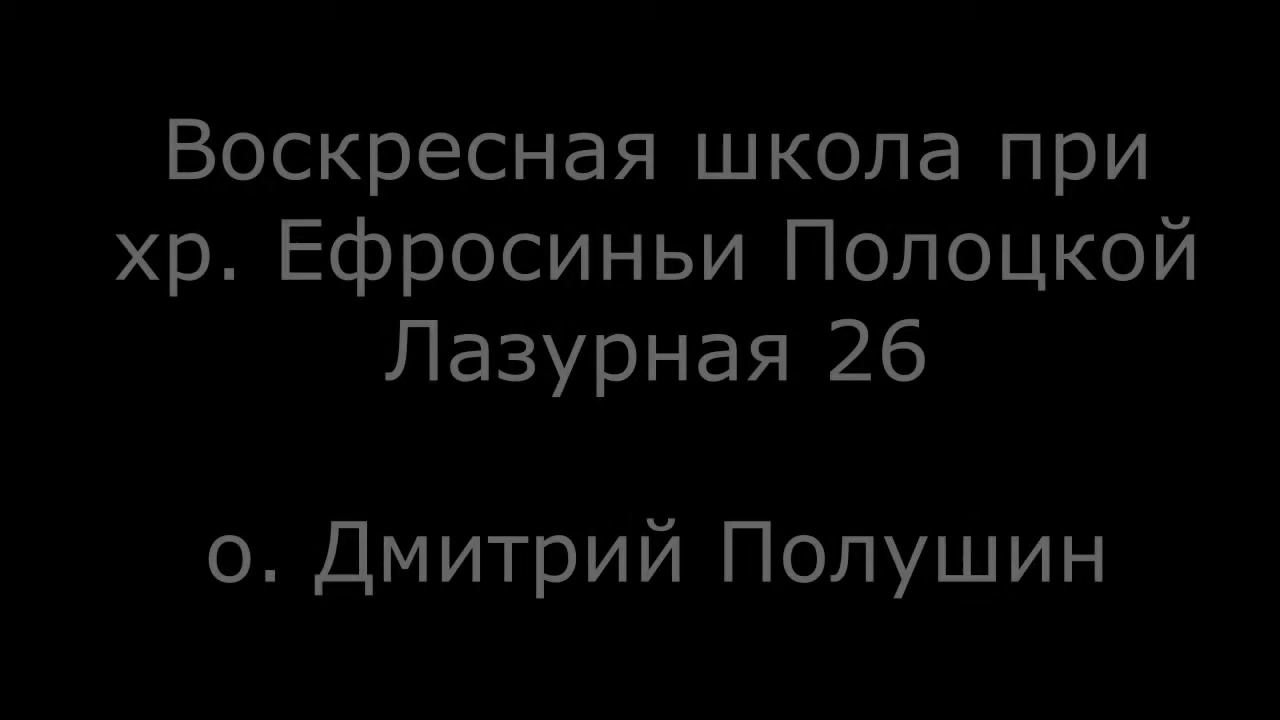 Воскресная школа при
хр. Ефросиньи Полоцкой
Лазурная 26
о. Дмитрий Полушин